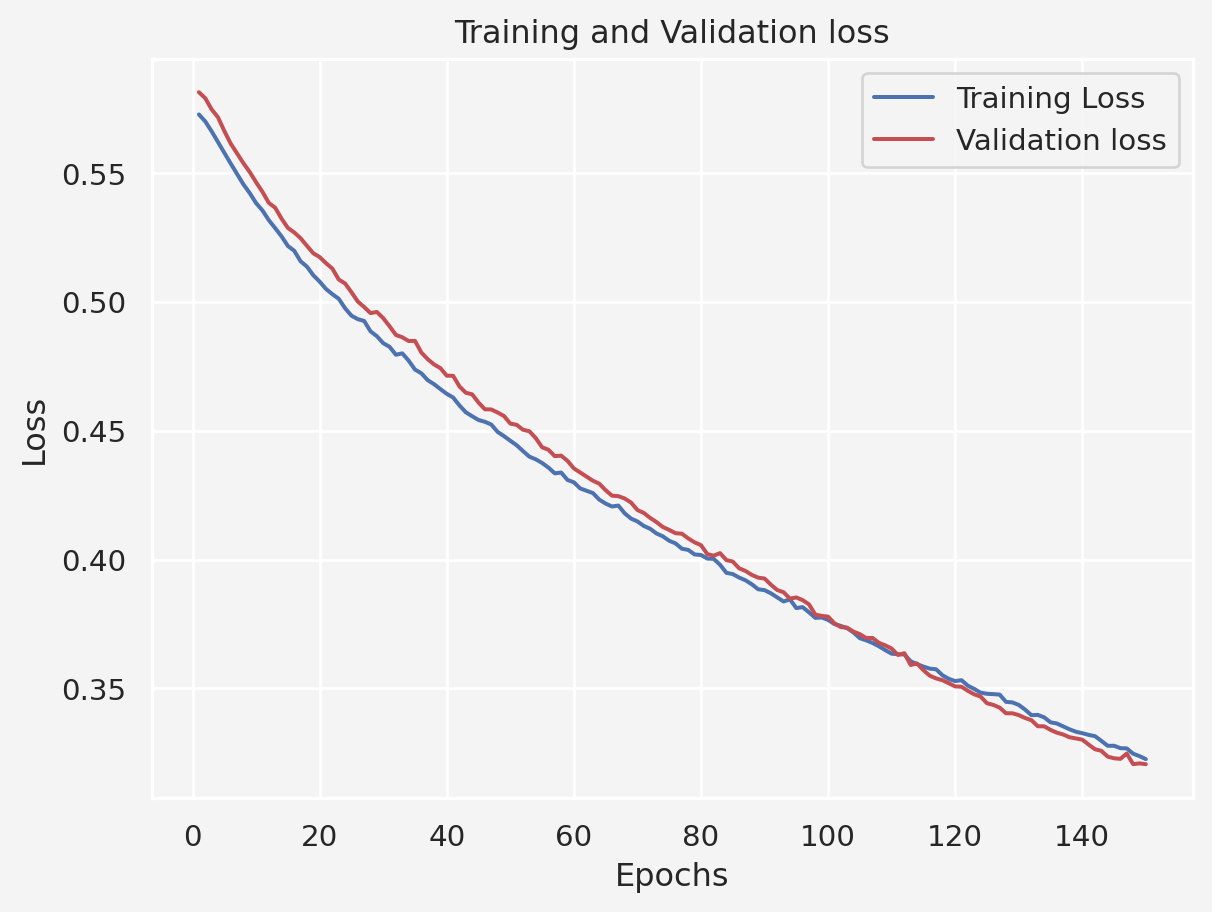 Training and Validation loss
Training Loss
Validation loss
0.55
0.50
0.45
0.40
0.35
Loss
0 20 40 60 80 100 120 140
Epochs